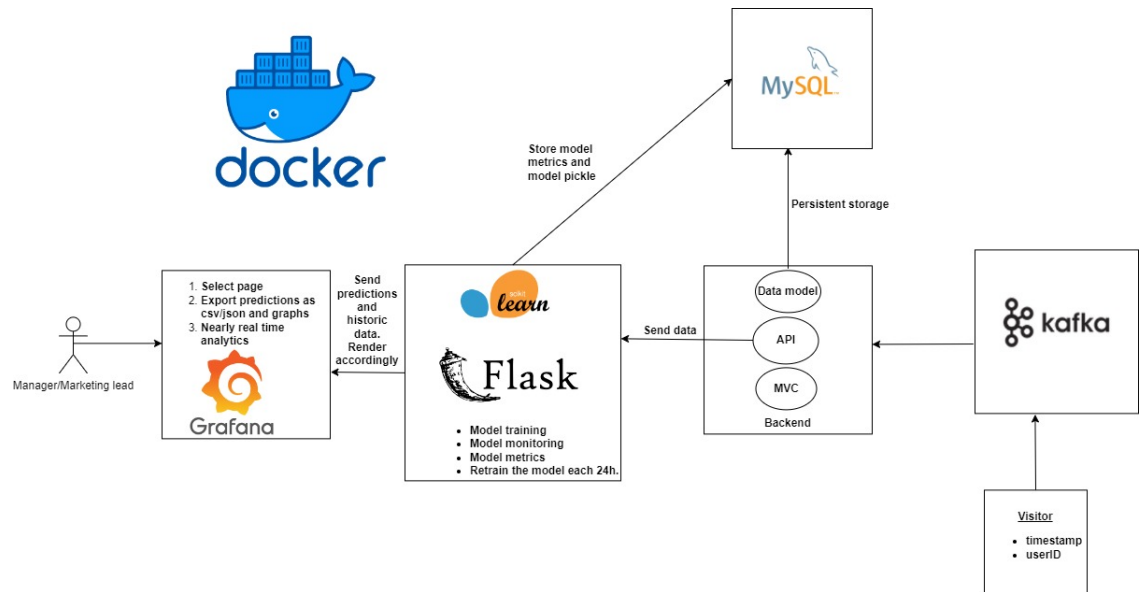 docker
MySQL
TM
Store model
metrics and
model pickle
Persistent storage
1. Select page
2. Export predictions as
csv/json and graphs
3. Nearly real time
analytics
Grafana
Manager/Marketing lead
Send
predictions
and
historic
data.
Render
accordingly
scikit
learn
Flask
• Model training
• Model monitoring
• Model metrics
• Retrain the model each 24h.
Send data
Data model
API
MVC
Backend
kafka
Visitor
• timestamp
• userID